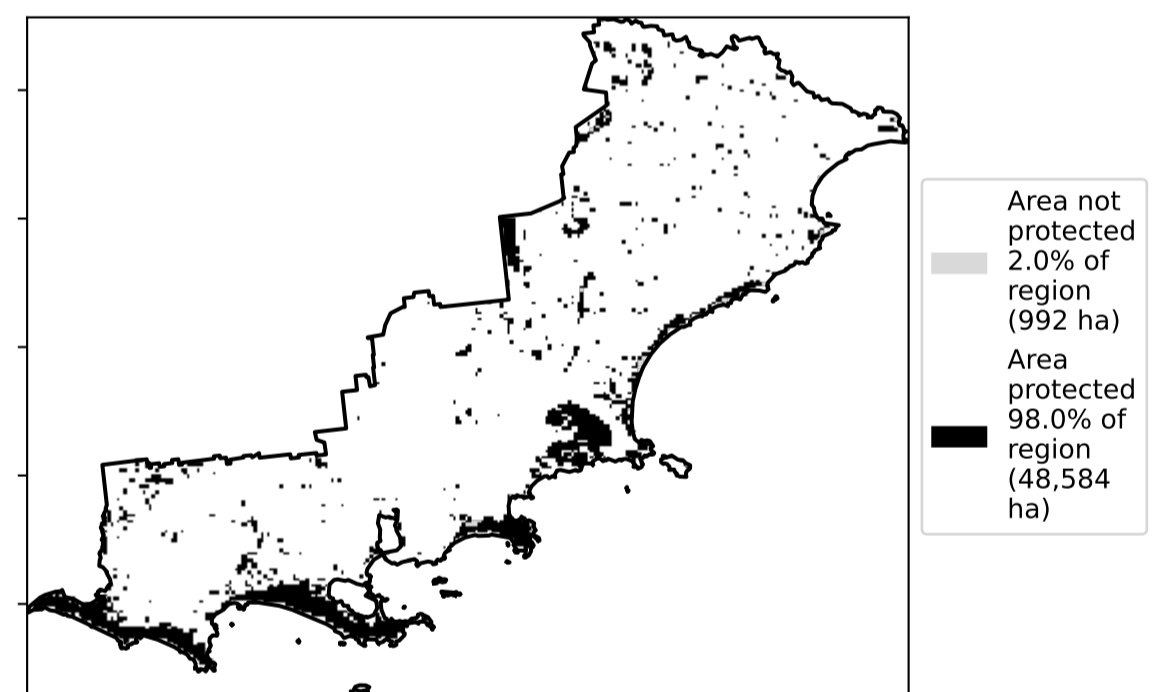 Area not
protected
2.0% of
region
(992 ha)
Area
protected
98.0% of
region
(48,584
ha)